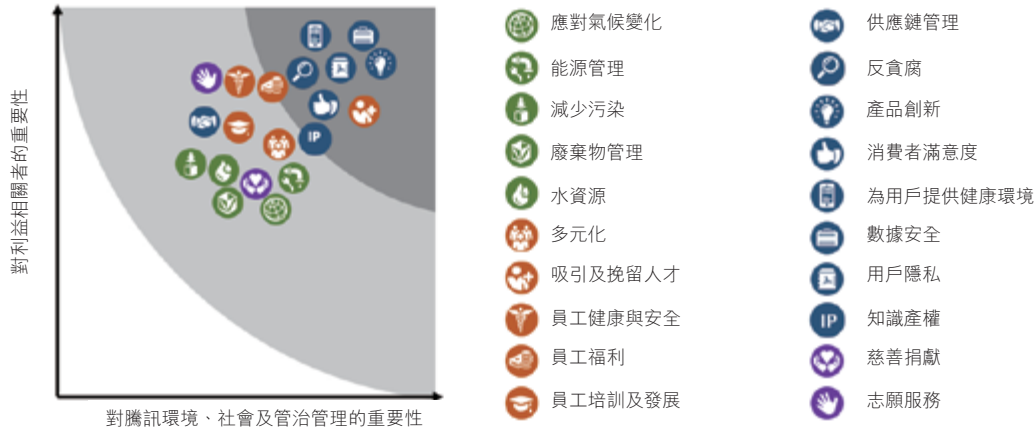 對利益相關者的重要性
IP
對騰訊環境、社會及管治管理的重要性
應對氣候變化
能源管理
減少污染
廢棄物管理
水資源
多元化
吸引及挽留人才
員工健康與安全
員工福利
員工培訓及發展
供應鏈管理
反貪腐
產品創新
消費者滿意度
為用戶提供健康環境
數據安全
用戶隱私
IP 知識產權
慈善捐獻
志願服務